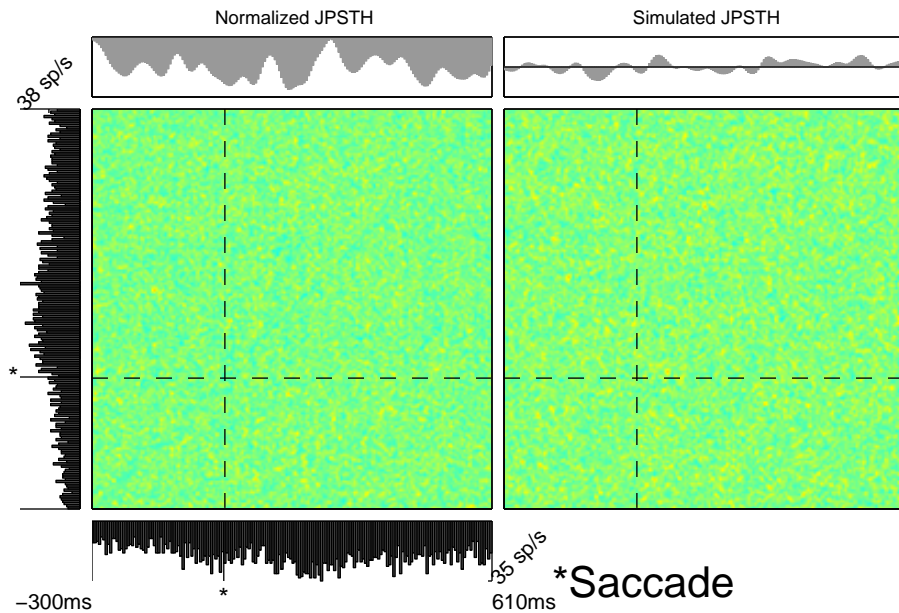 Normalized JPSTH
Simulated JPSTH
38 sp/s
*
35 sp/s
*Saccade
*
−300ms
610ms